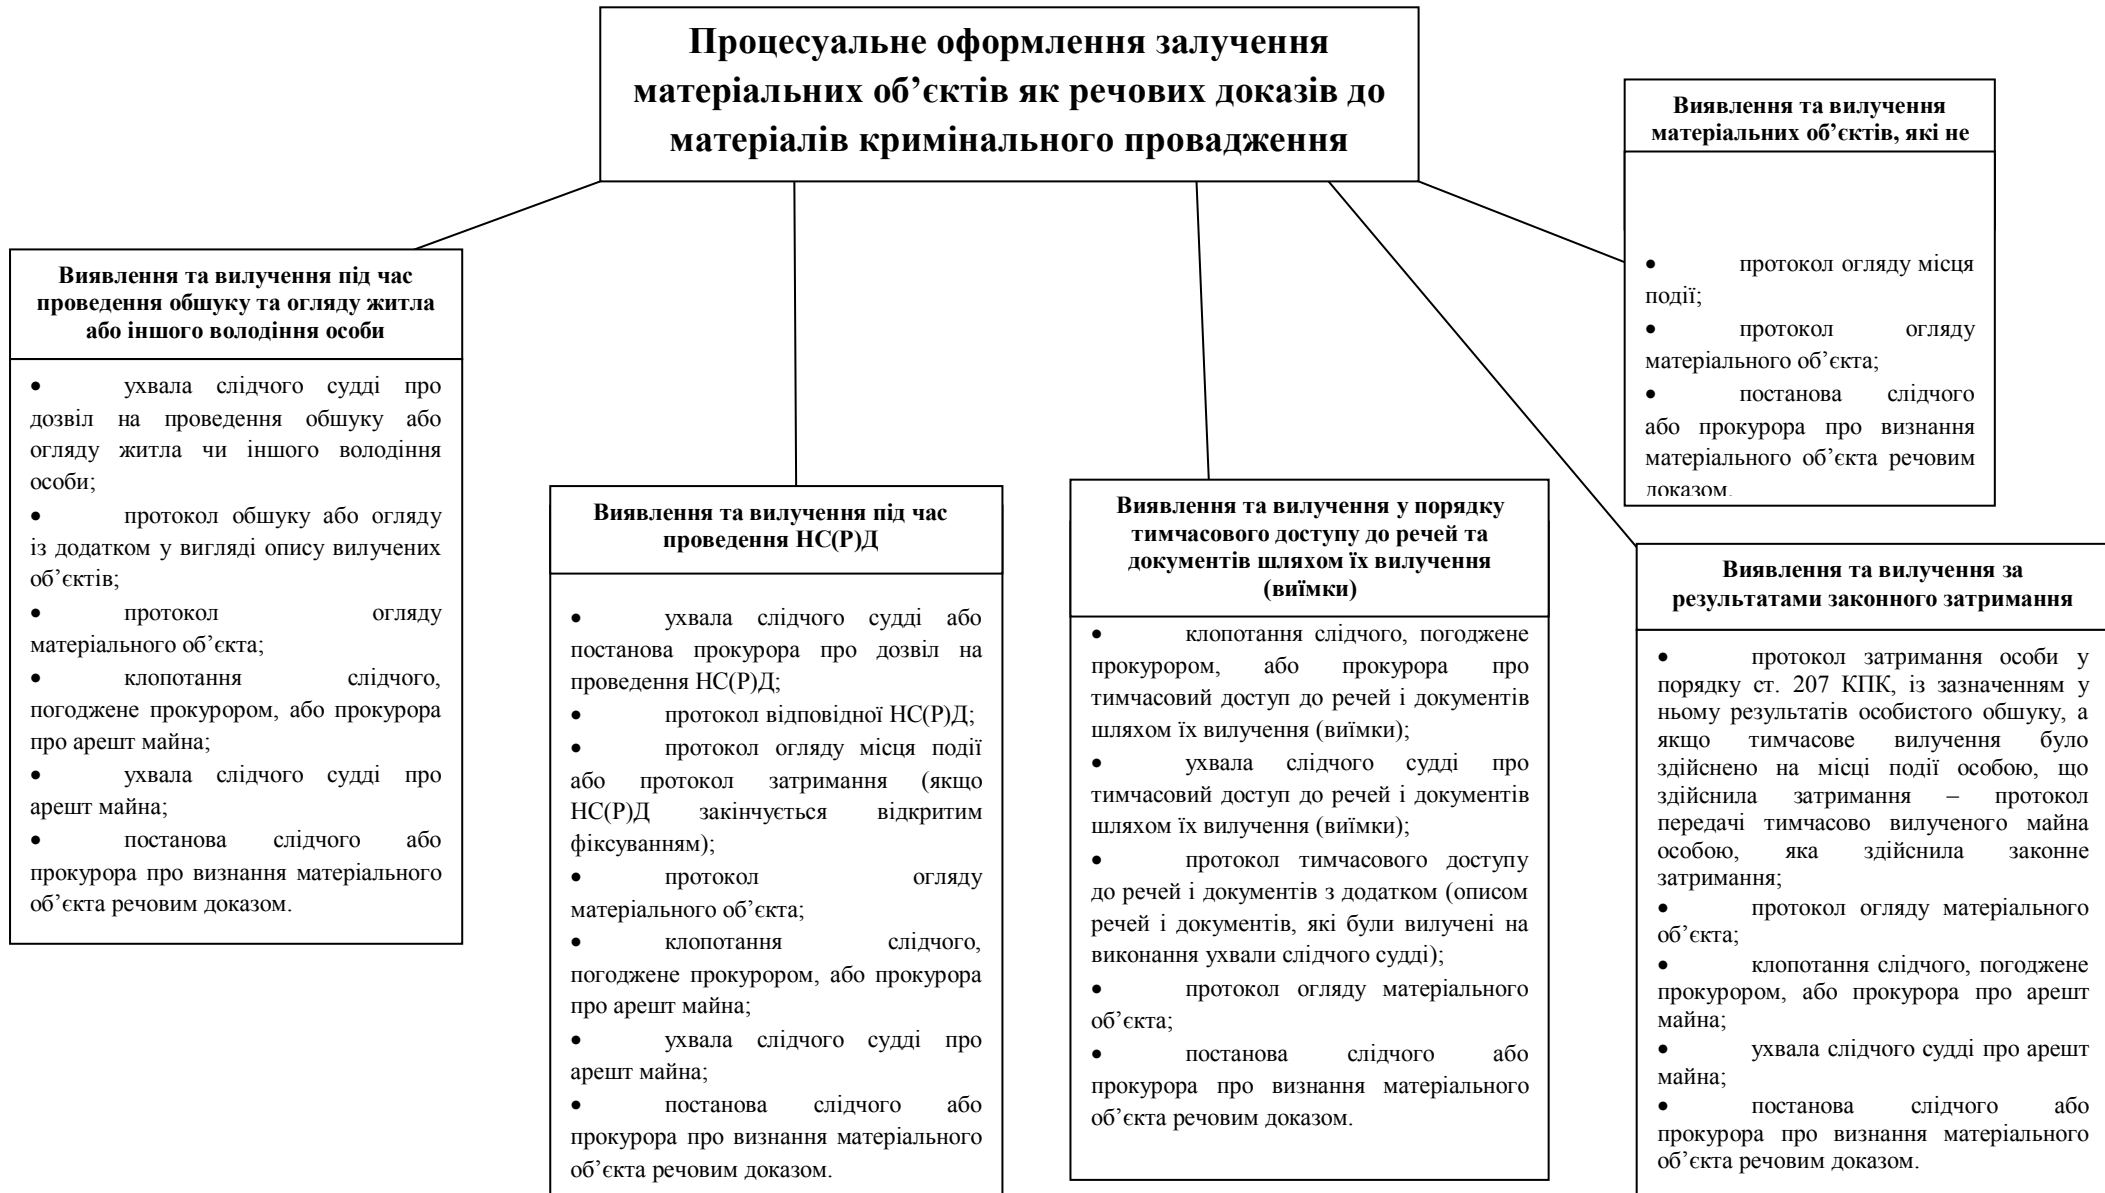 Процесуальне оформлення залучення
матеріальних об’єктів як речових доказів до
матеріалів кримінального провадження
Виявлення та вилучення під час
проведення обшуку та огляду житла
або іншого володіння особи
• ухвала слідчого судді про
дозвіл на проведення обшуку або
огляду житла чи іншого володіння
особи;
• протокол обшуку або огляду
із додатком у вигляді опису вилучених
об’єктів;
• протокол огляду
матеріального об’єкта;
• клопотання слідчого,
погоджене прокурором, або прокурора
про арешт майна;
• ухвала слідчого судді про
арешт майна;
• постанова слідчого або
прокурора про визнання матеріального
об’єкта речовим доказом.
Виявлення та вилучення під час
проведення НС(Р)Д
• ухвала слідчого судді або
постанова прокурора про дозвіл на
проведення НС(Р)Д;
• протокол відповідної НС(Р)Д;
• протокол огляду місця події
або протокол затримання (якщо
НС(Р)Д закінчується відкритим
фіксуванням);
• протокол огляду
матеріального об’єкта;
• клопотання слідчого,
погоджене прокурором, або прокурора
про арешт майна;
• ухвала слідчого судді про
арешт майна;
• постанова слідчого або
прокурора про визнання матеріального
об’єкта речовим доказом.
Виявлення та вилучення у порядку
тимчасового доступу до речей та
документів шляхом їх вилучення
(виїмки)
• клопотання слідчого, погоджене
прокурором, або прокурора про
тимчасовий доступ до речей і документів
шляхом їх вилучення (виїмки);
• ухвала слідчого судді про
тимчасовий доступ до речей і документів
шляхом їх вилучення (виїмки);
• протокол тимчасового доступу
до речей і документів з додатком (описом
речей і документів, які були вилучені на
виконання ухвали слідчого судді);
• протокол огляду матеріального
об’єкта;
• постанова слідчого або
прокурора про визнання матеріального
об’єкта речовим доказом.
Виявлення та вилучення
матеріальних об’єктів, які не
• протокол огляду місця
події;
• протокол огляду
матеріального об’єкта;
• постанова слідчого
або прокурора про визнання
матеріального об’єкта речовим
доказом.
Виявлення та вилучення за
результатами законного затримання
• протокол затримання особи у
порядку ст. 207 КПК, із зазначенням у
ньому результатів особистого обшуку, а
якщо тимчасове вилучення було
здійснено на місці події особою, що
здійснила затримання – протокол
передачі тимчасово вилученого майна
особою, яка здійснила законне
затримання;
• протокол огляду матеріального
об’єкта;
• клопотання слідчого, погоджене
прокурором, або прокурора про арешт
майна;
• ухвала слідчого судді про арешт
майна;
• постанова слідчого або
прокурора про визнання матеріального
об’єкта речовим доказом.